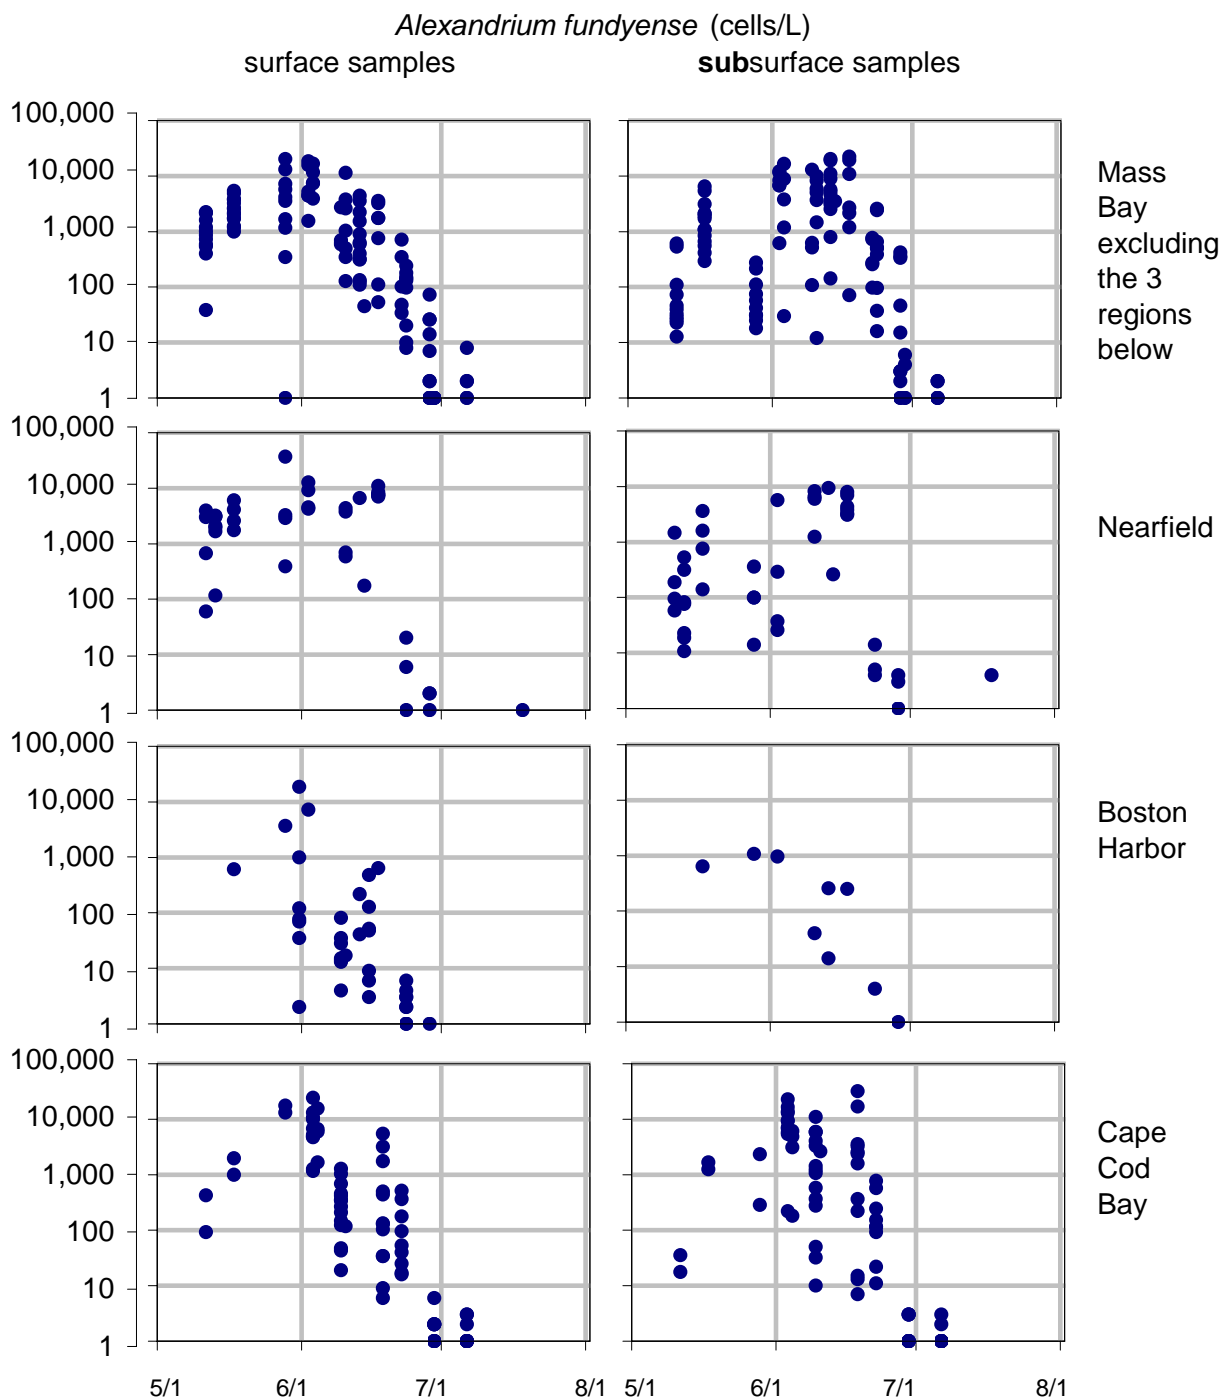 Alexandrium fundyense (cells/L)
surface samples
subsurface samples
100,000
10,000
1,000
100
10
1
Mass
Bay
excluding
the 3
regions
below
100,000
10,000
1,000
100
10
1
Nearfield
100,000
10,000
1,000
100
10
1
Boston
Harbor
100,000
10,000
1,000
100
10
1
Cape
Cod
Bay
5/1 6/1 7/1 8/1 5/1 6/1 7/1 8/1